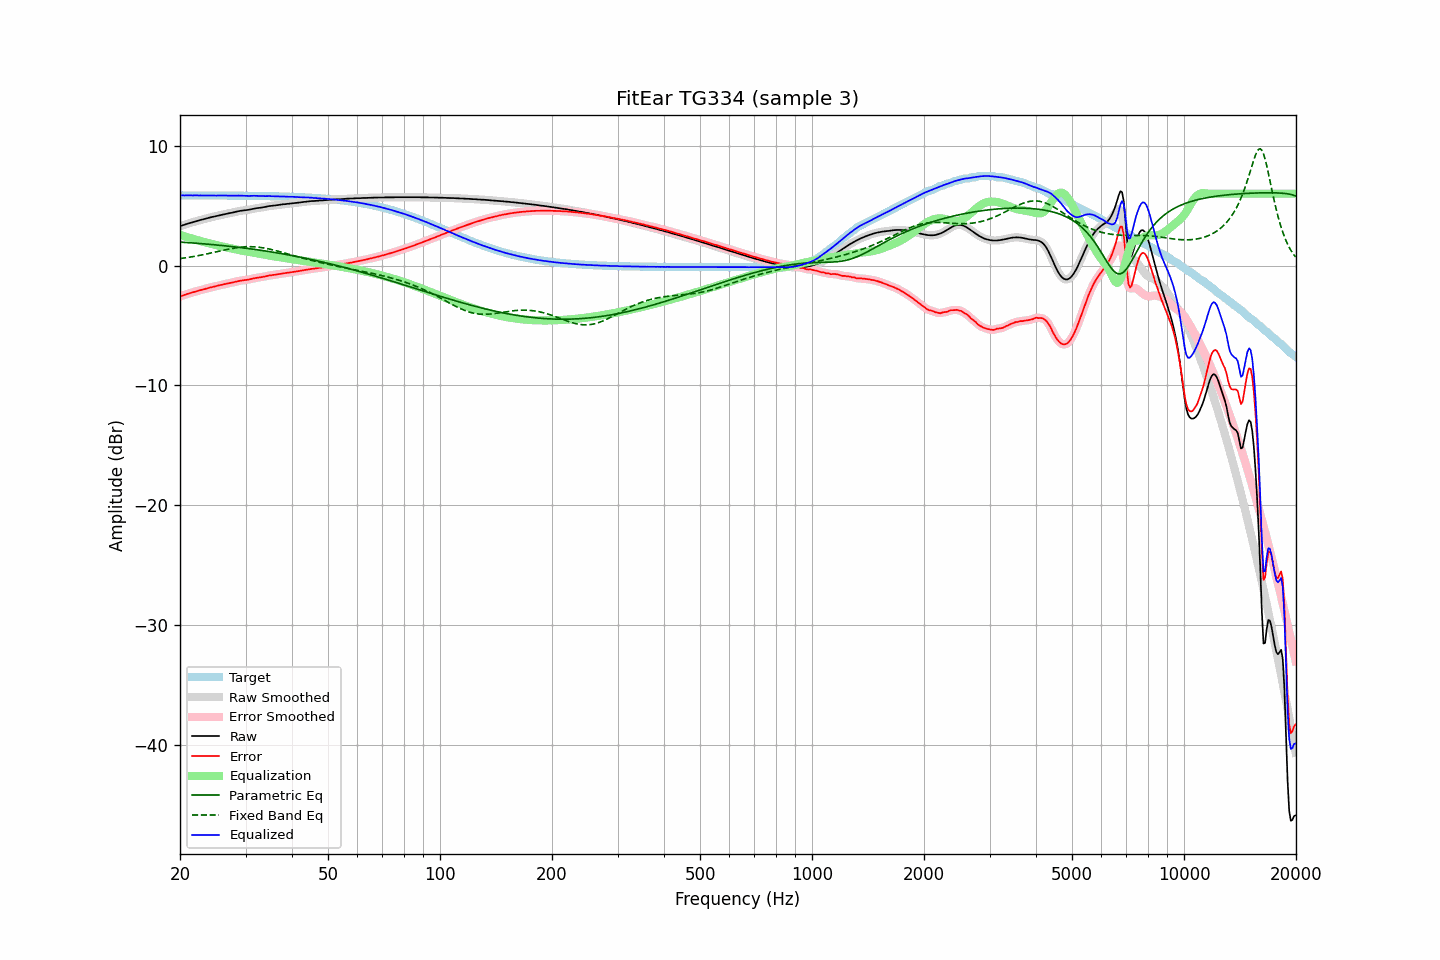 FitEar TG334 (sample 3)
10
0
−10
−20
−30
−40
Amplitude (dBr)
Target
Raw Smoothed
Error Smoothed
Raw
Error
Equalization
Parametric Eq
Fixed Band Eq
Equalized
20
50
100
200
500
1000
2000
5000
10000
20000
Frequency (Hz)